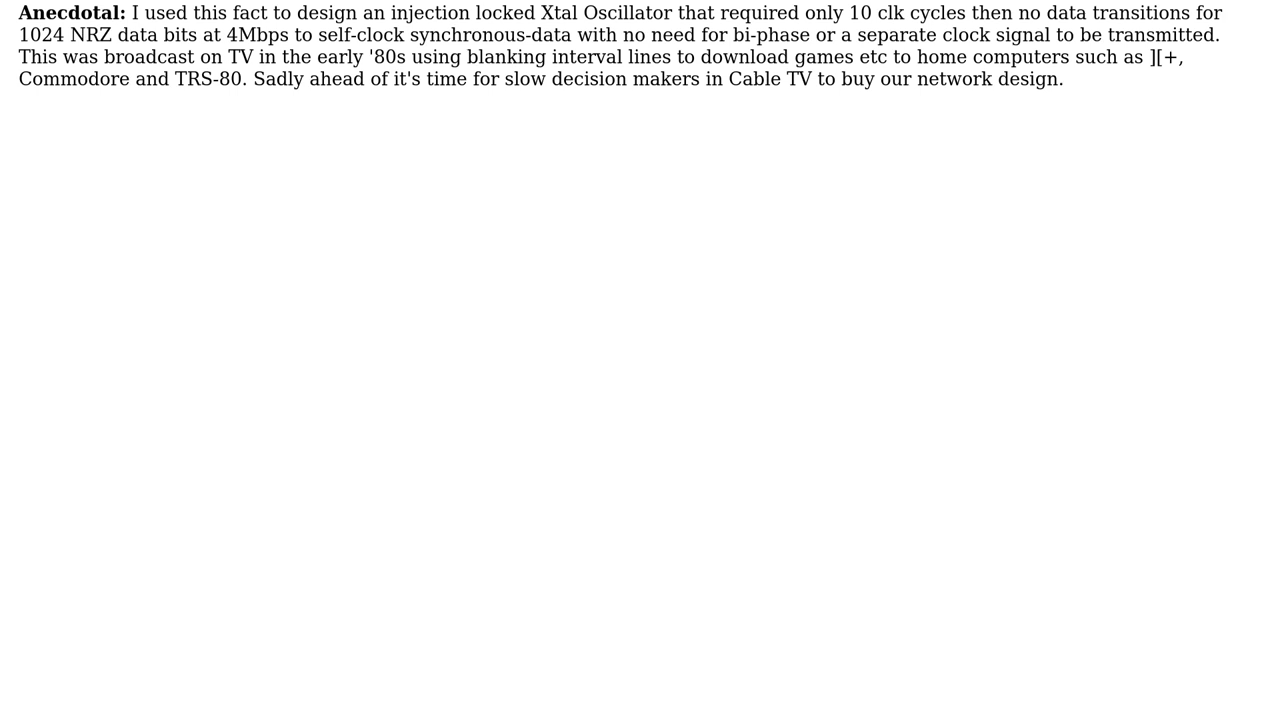 Anecdotal: I used this fact to design an injection locked Xtal Oscillator that required only 10 clk cycles then no data transitions for
1024 NRZ data bits at 4Mbps to self-clock synchronous-data with no need for bi-phase or a separate clock signal to be transmitted.
This was broadcast on TV in the early '80s using blanking interval lines to download games etc to home computers such as ][+,
Commodore and TRS-80. Sadly ahead of it's time for slow decision makers in Cable TV to buy our network design.